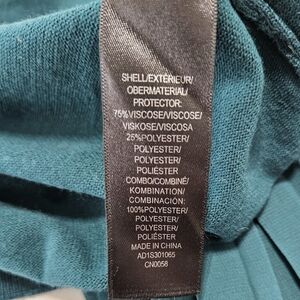 SHELL/EXTÉRIEUR/
OBERMATERIAL/
PROTECTOR:
75%VISCOSE/VISCOSE/
VISKOSE/VISCOSA
25%POLYESTER/
POLYESTER/
POLYESTER/
POLIÉSTER
COMBO/COMBINÉ/
KOMBINATION/
COMBINACIÓN:
100%POLYESTER/
POLYESTER/
POLYESTER/
POLIÉSTER
MADE IN CHINA
AD1S301065
CN0058